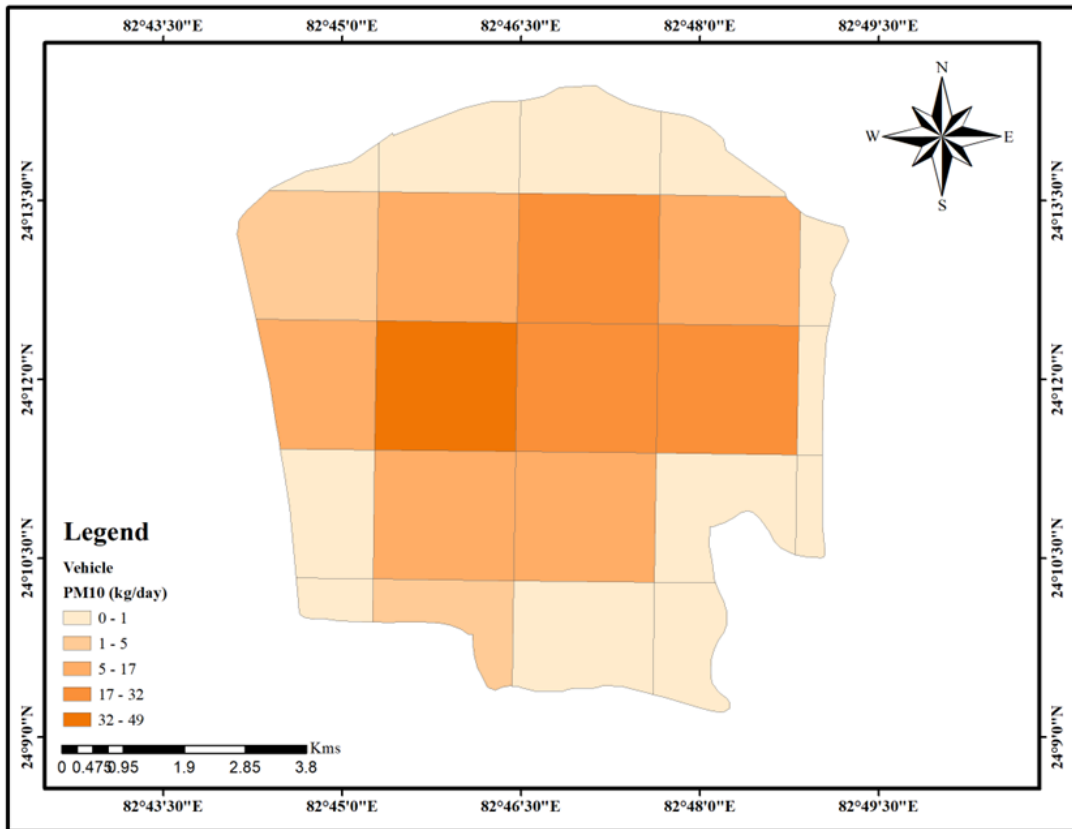 82°43'30"E 82°45'0"E 82°46'30"E 82°48'0"E 82°49'30"E
N
W E
S
24°13'30"N 24°13'30"N
24°12'0"N 24°12'0"N
24°10'30"N 24°10'30"N
24°9'0"N 24°9'0"N
Legend
Vehicle
PM10 (kg/day)
0 - 1
1 - 5
5 - 17
17 - 32
32 - 49
Kms
0 0.475 0.95 1.9 2.85 3.8
82°43'30"E 82°45'0"E 82°46'30"E 82°48'0"E 82°49'30"E